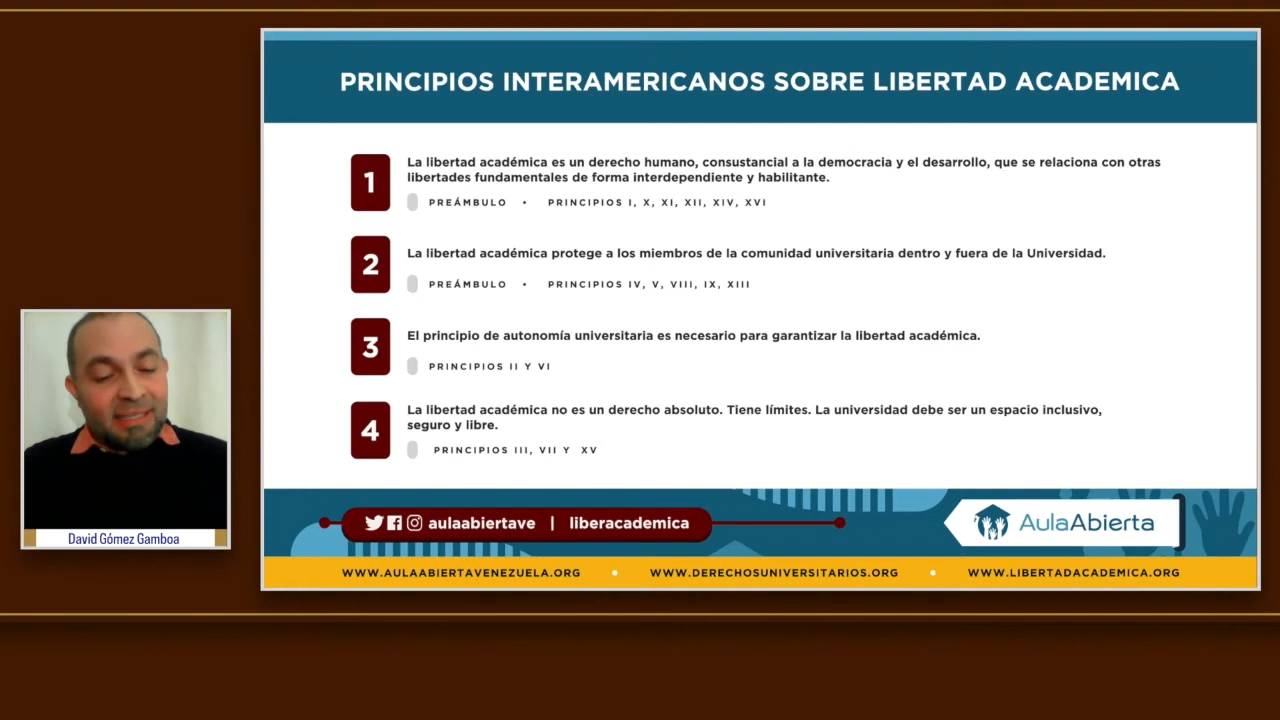 PRINCIPIOS INTERAMERICANOS SOBRE LIBERTAD ACADEMICA
1
La libertad académica es un derecho humano, consustancial a la democracia y el desarrollo, que se relaciona con otras
libertades fundamentales de forma interdependiente y habilitante.
PREÁMBULO • PRINCIPIOS I, X, XI, XII, XIV, XVI
2
La libertad académica protege a los miembros de la comunidad universitaria dentro y fuera de la Universidad.
PREÁMBULO • PRINCIPIOS IV, V, VIII, IX, XIII
3
El principio de autonomía universitaria es necesario para garantizar la libertad académica.
PRINCIPIOS II Y VI
4
La libertad académica no es un derecho absoluto. Tiene límites. La universidad debe ser un espacio inclusivo,
seguro y libre.
PRINCIPIOS III, VII Y XV
David Gómez Gamboa
aulaabiertave | liberacademica
AulaAbierta
WWW.AULAABIERTAVENEZUELA.ORG • WWW.DERECHOSUNIVERSITARIOS.ORG • WWW.LIBERTADACADEMICA.ORG